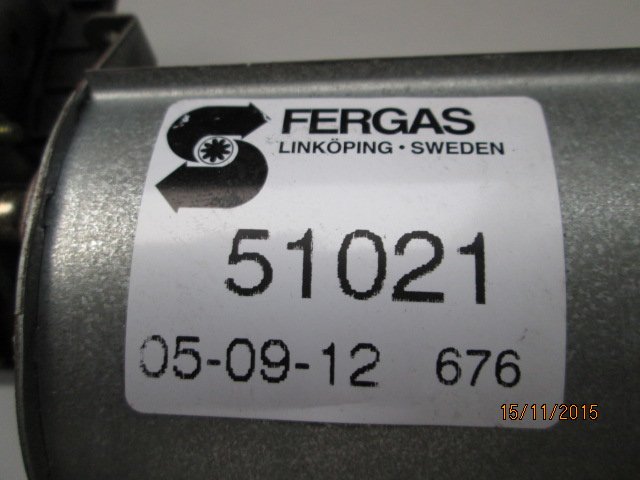 FERGAS
LINKÖPING • SWEDEN
51021
05-09-12 676
15/11/2015